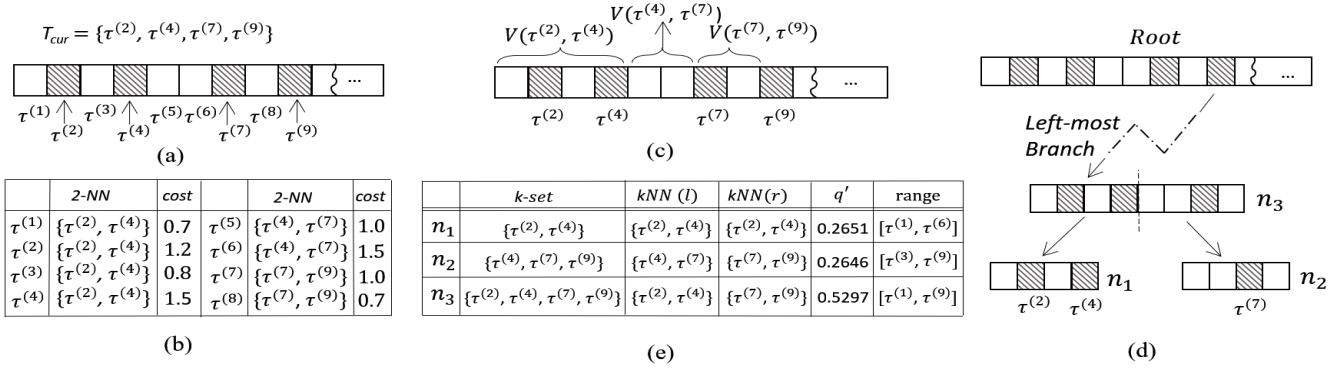 T_cur = {τ^(2), τ^(4), τ^(7), τ^(9)}
...
τ^(1) τ^(3) τ^(5) τ^(6) τ^(8)
τ^(2) τ^(4) τ^(7) τ^(9)
(a)
2-NN cost 2-NN cost
τ^(1) {τ^(2), τ^(4)} 0.7 τ^(5) {τ^(4), τ^(7)} 1.0
τ^(2) {τ^(2), τ^(4)} 1.2 τ^(6) {τ^(4), τ^(7)} 1.5
τ^(3) {τ^(2), τ^(4)} 0.8 τ^(7) {τ^(7), τ^(9)} 1.0
τ^(4) {τ^(2), τ^(4)} 1.5 τ^(8) {τ^(7), τ^(9)} 0.7
(b)
V(τ^(4), τ^(7))
V(τ^(2), τ^(4)) V(τ^(7), τ^(9))
...
τ^(2) τ^(4) τ^(7) τ^(9)
(c)
k-set kNN (l) kNN(r) q′ range
n₁ {τ^(2), τ^(4)} {τ^(2), τ^(4)} {τ^(2), τ^(4)} 0.2651 [τ^(1), τ^(6)]
n₂ {τ^(4), τ^(7), τ^(9)} {τ^(4), τ^(7)} {τ^(7), τ^(9)} 0.2646 [τ^(3), τ^(9)]
n₃ {τ^(2), τ^(4), τ^(7), τ^(9)} {τ^(2), τ^(4)} {τ^(7), τ^(9)} 0.5297 [τ^(1), τ^(9)]
(e)
Root
...
Left-most
Branch
n₃
n₁ n₂
τ^(2) τ^(4) τ^(7)
(d)